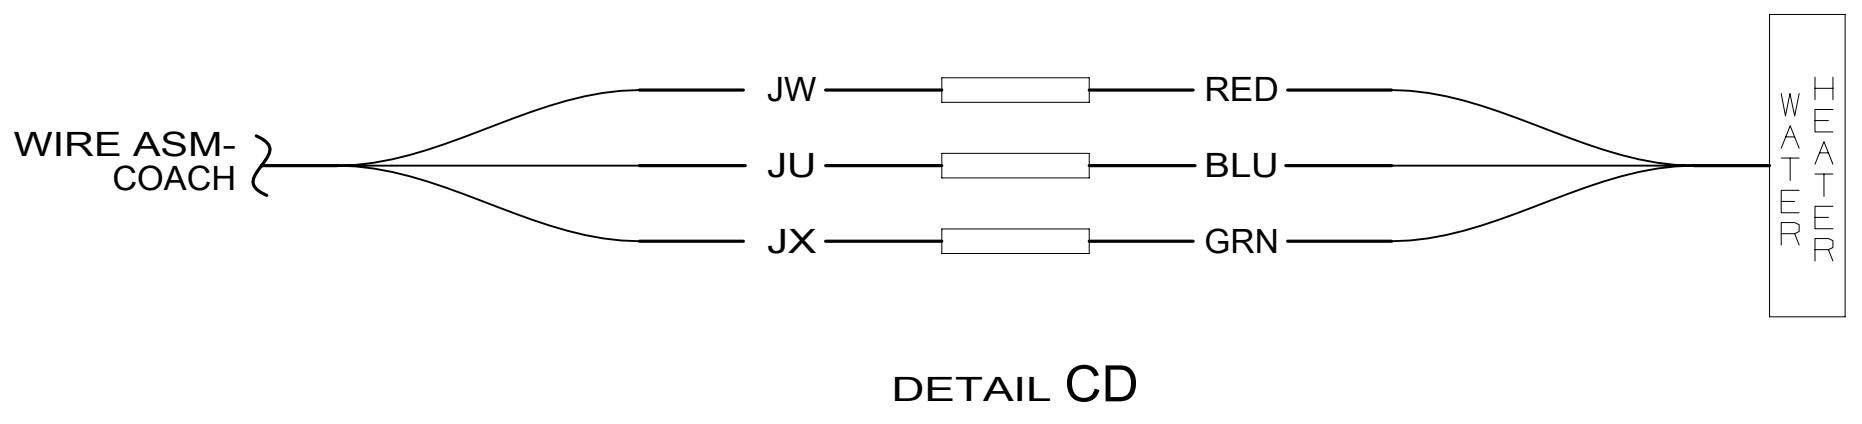 JW RED
WIRE ASM-
COACH
JU BLU
JX GRN
WATER
HEATER
DETAIL CD